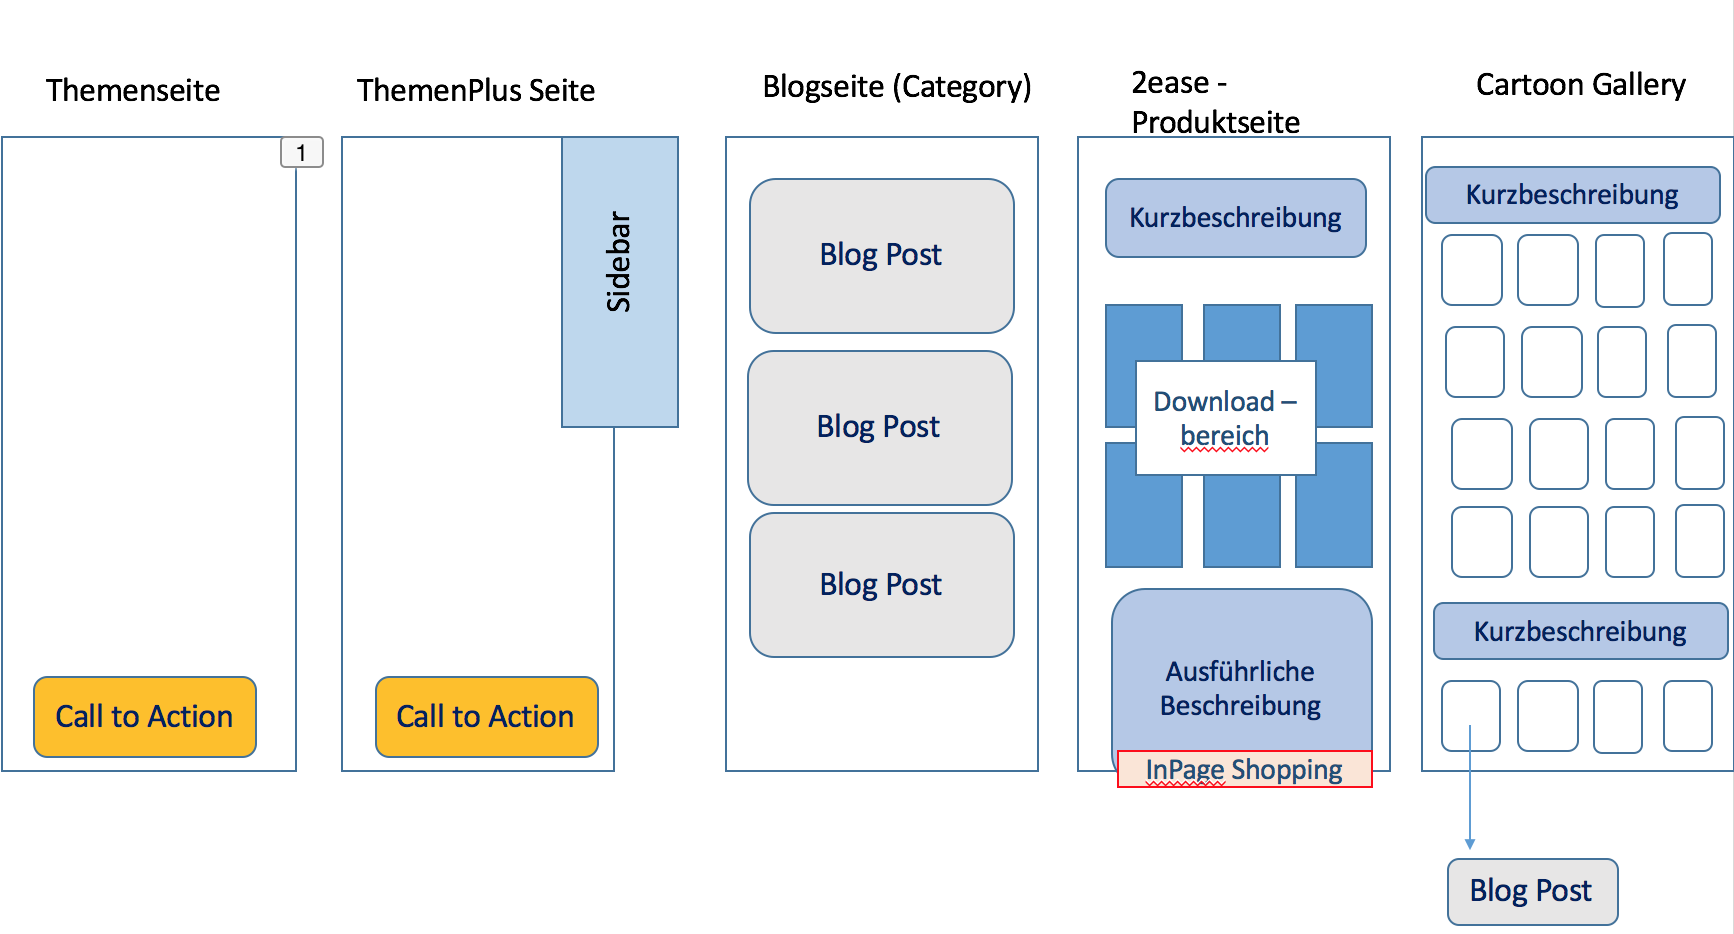 Themenseite
1
Call to Action
ThemenPlus Seite
Sidebar
Call to Action
Blogseite (Category)
Blog Post
Blog Post
Blog Post
2ease -
Produktseite
Kurzbeschreibung
Download –
bereich
Ausführliche
Beschreibung
InPage Shopping
Cartoon Gallery
Kurzbeschreibung
Kurzbeschreibung
Blog Post